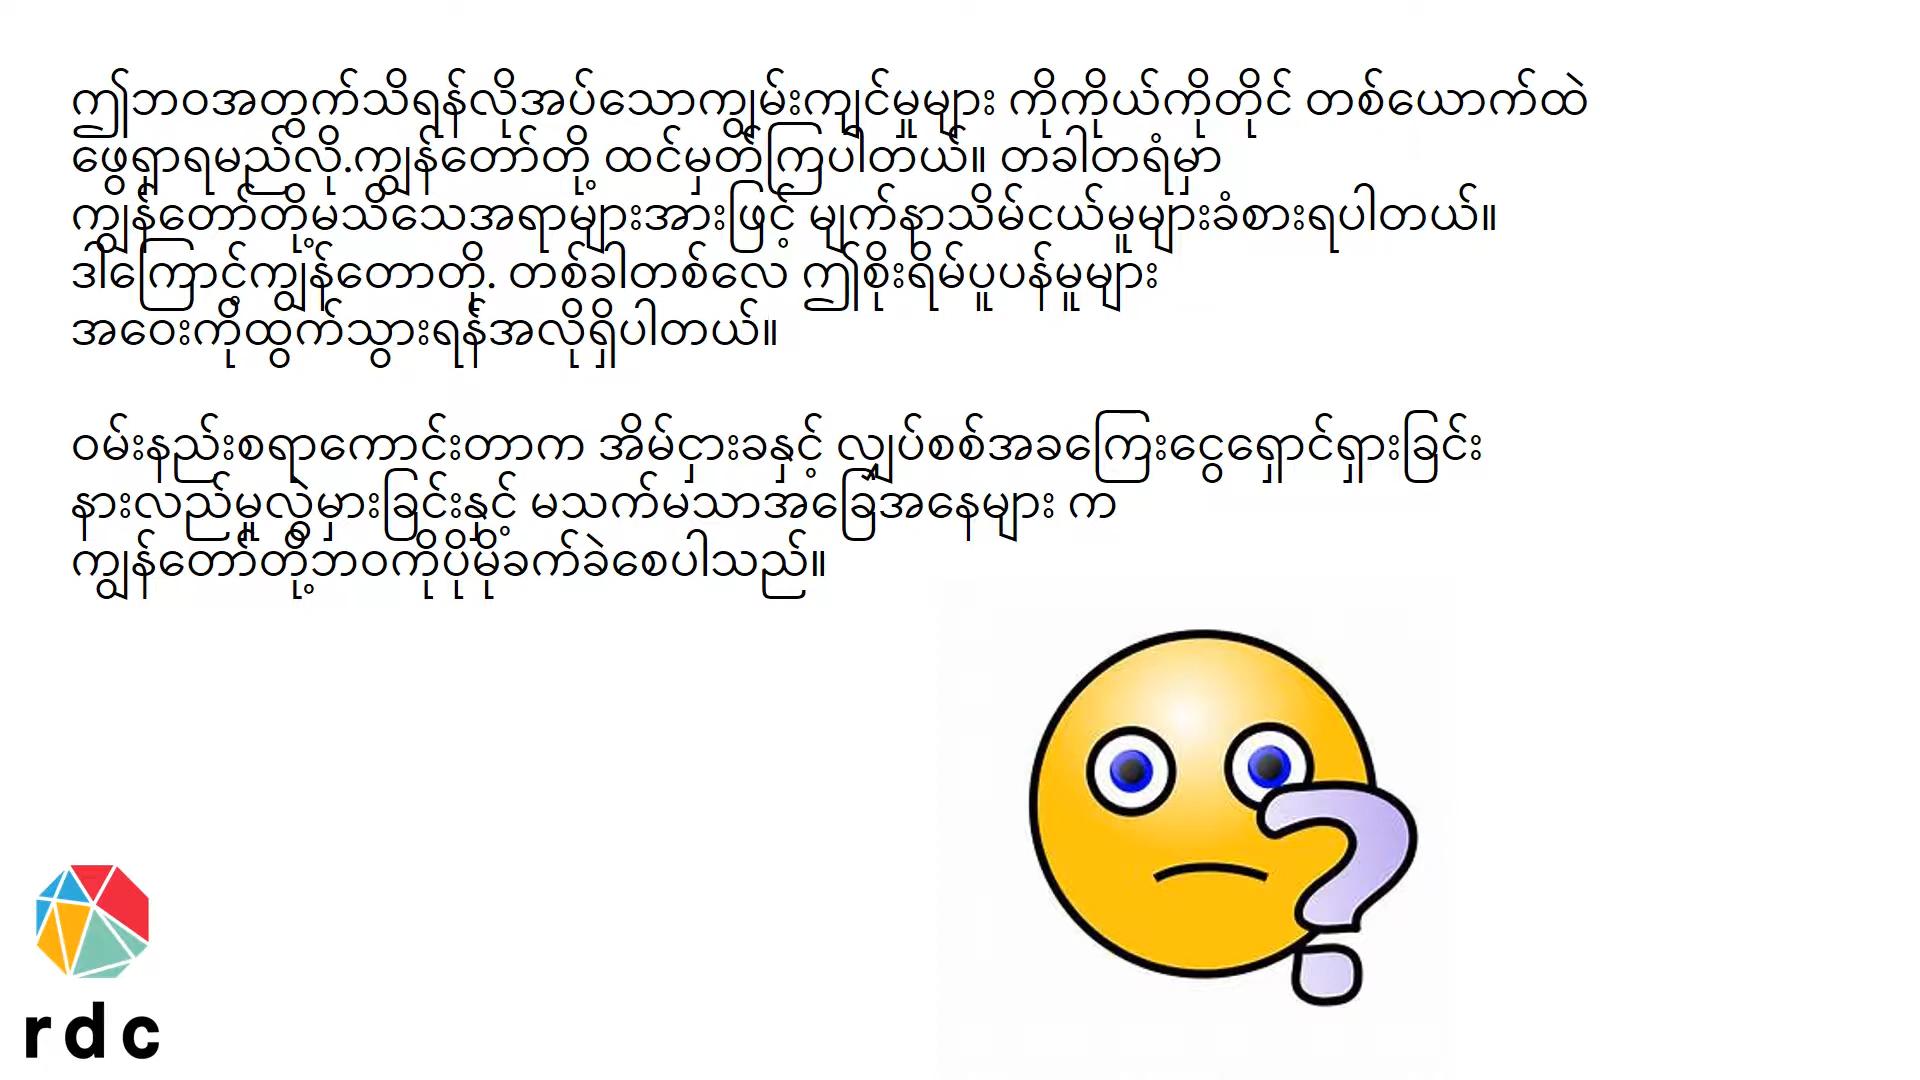 ဤဘဝအတွက်သိရန်လိုအပ်သောကျွမ်းကျင်မှုများ ကိုကိုယ်ကိုတိုင် တစ်ယောက်ထဲ
ဖွေရှာရမည်လို.ကျွန်တော်တို့ ထင်မှတ်ကြပါတယ်။ တခါတရံမှာ
ကျွန်တော်တို့မသိသေအရာများအားဖြင့် မျက်နှာသိမ်ငယ်မူများခံစားရပါတယ်။
ဒါကြောင့်ကျွန်တောတို. တစ်ခါတစ်လေ ဤစိုးရိမ်ပူပန်မူများ
အဝေးကိုထွက်သွားရန်အလိုရှိပါတယ်။
ဝမ်းနည်းစရာကောင်းတာက အိမ်ငှားခနှင့် လျှပ်စစ်အခကြေးငွေရှောင်ရှားခြင်း
နားလည်မူလွဲမှားခြင်းနှင့် မသက်မသာအခြေအနေများ က
ကျွန်တော်တို့ဘဝကိုပိုမိုခက်ခဲစေပါသည်။
rdc